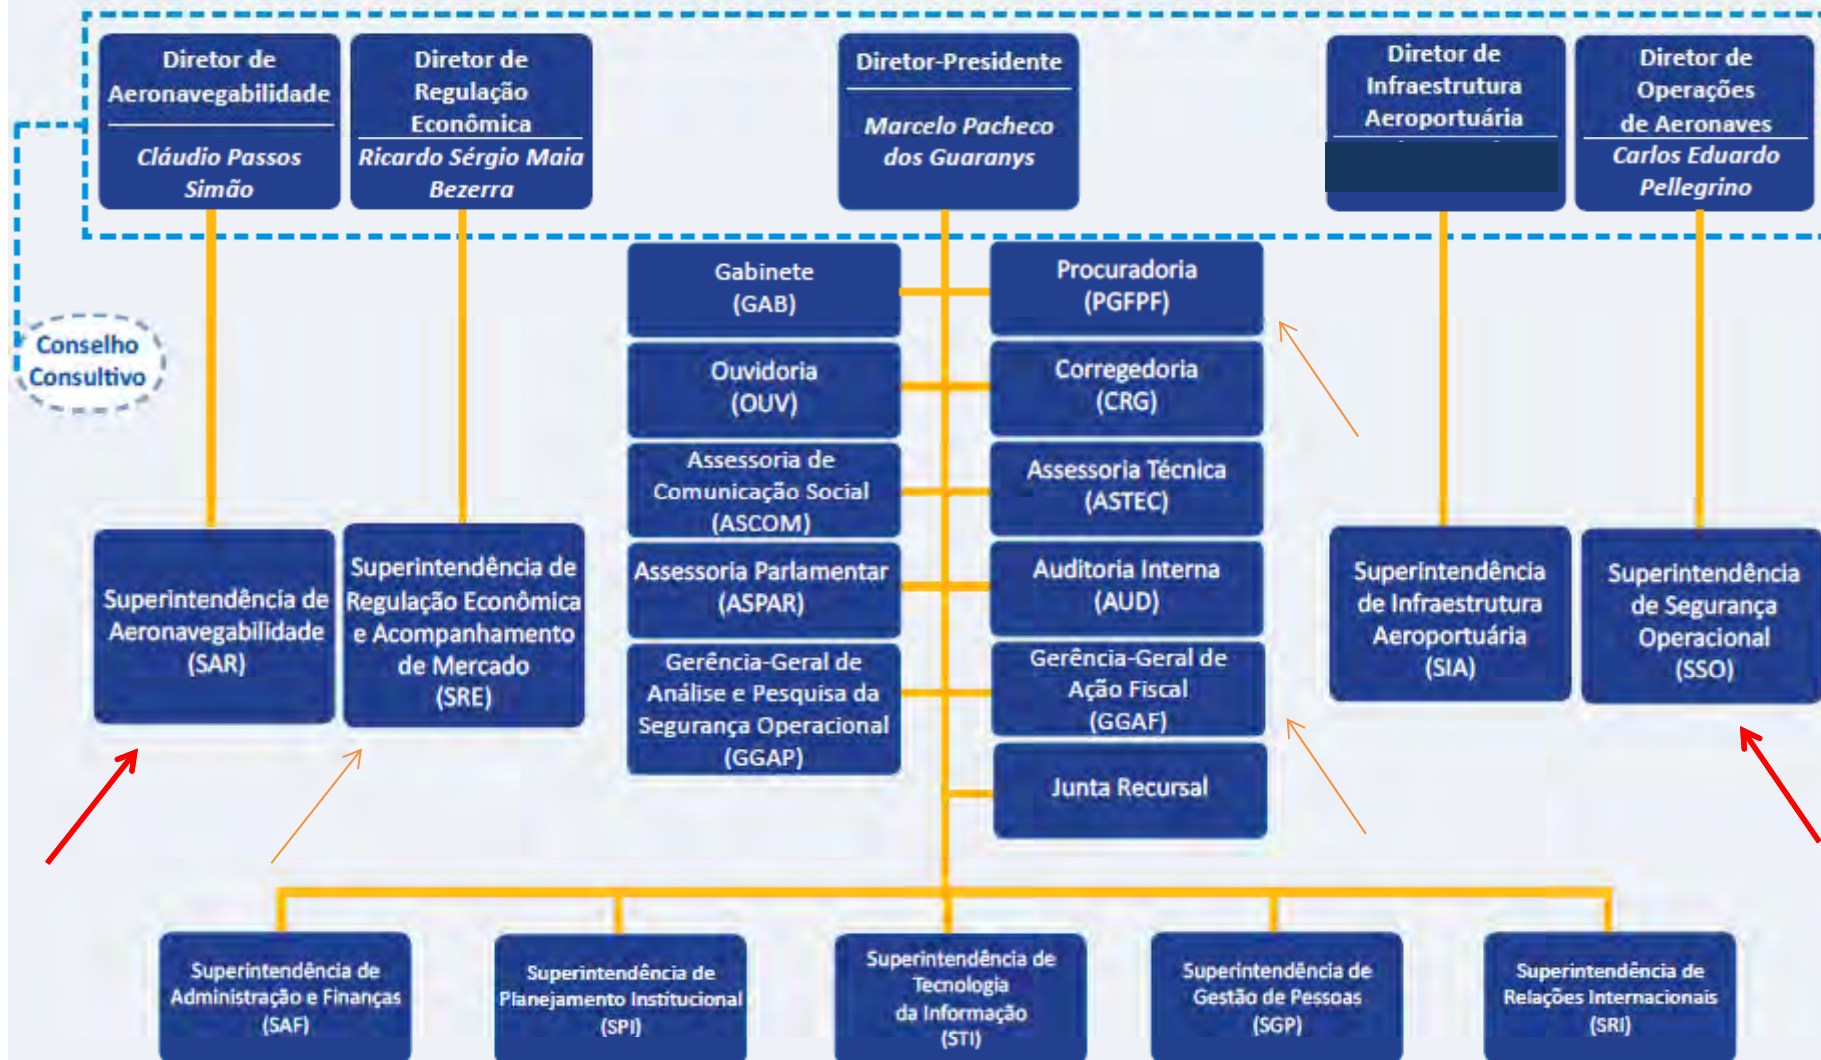 Diretor de
Aeronavegabilidade
Cláudio Passos
Simão
Diretor de
Regulação
Econômica
Ricardo Sérgio Maia
Bezerra
Diretor-Presidente
Marcelo Pacheco
dos Guaranys
Diretor de
Infraestrutura
Aeroportuária
Diretor de
Operações
de Aeronaves
Carlos Eduardo
Pellegrino
Conselho
Consultivo
Gabinete
(GAB)
Procuradoria
(PGFPF)
Ouvidoria
(OUV)
Corregedoria
(CRG)
Assessoria de
Comunicação Social
(ASCOM)
Assessoria Técnica
(ASTEC)
Assessoria Parlamentar
(ASPAR)
Auditoria Interna
(AUD)
Gerência-Geral de
Análise e Pesquisa da
Segurança Operacional
(GGAP)
Gerência-Geral de
Ação Fiscal
(GGAF)
Junta Recursal
Superintendência de
Aeronavegabilidade
(SAR)
Superintendência de
Regulação Econômica
e Acompanhamento
de Mercado
(SRE)
Superintendência
de Infraestrutura
Aeroportuária
(SIA)
Superintendência
de Segurança
Operacional
(SSO)
Superintendência de
Administração e Finanças
(SAF)
Superintendência de
Planejamento Institucional
(SPI)
Superintendência de
Tecnologia
da Informação
(STI)
Superintendência de
Gestão de Pessoas
(SGP)
Superintendência de
Relações Internacionais
(SRI)